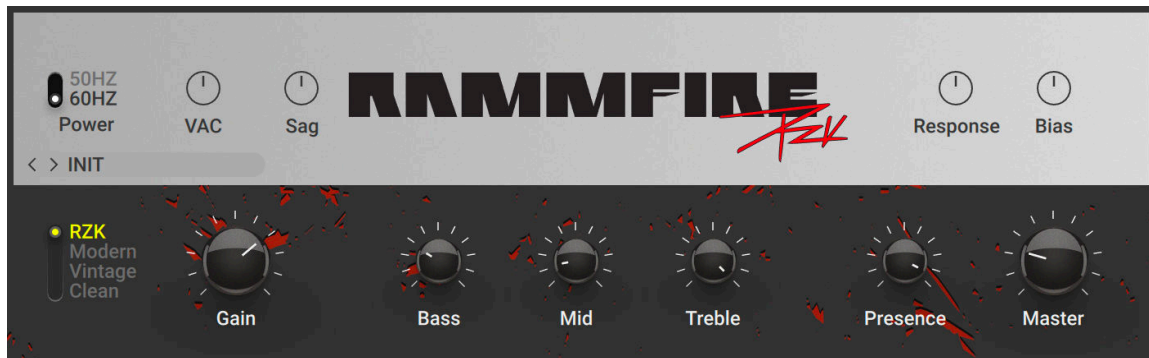 50HZ
60HZ
Power
VAC
Sag
RAMMFIRE
RZK
Response
Bias
< > INIT
RZK
Modern
Vintage
Clean
Gain
Bass
Mid
Treble
Presence
Master